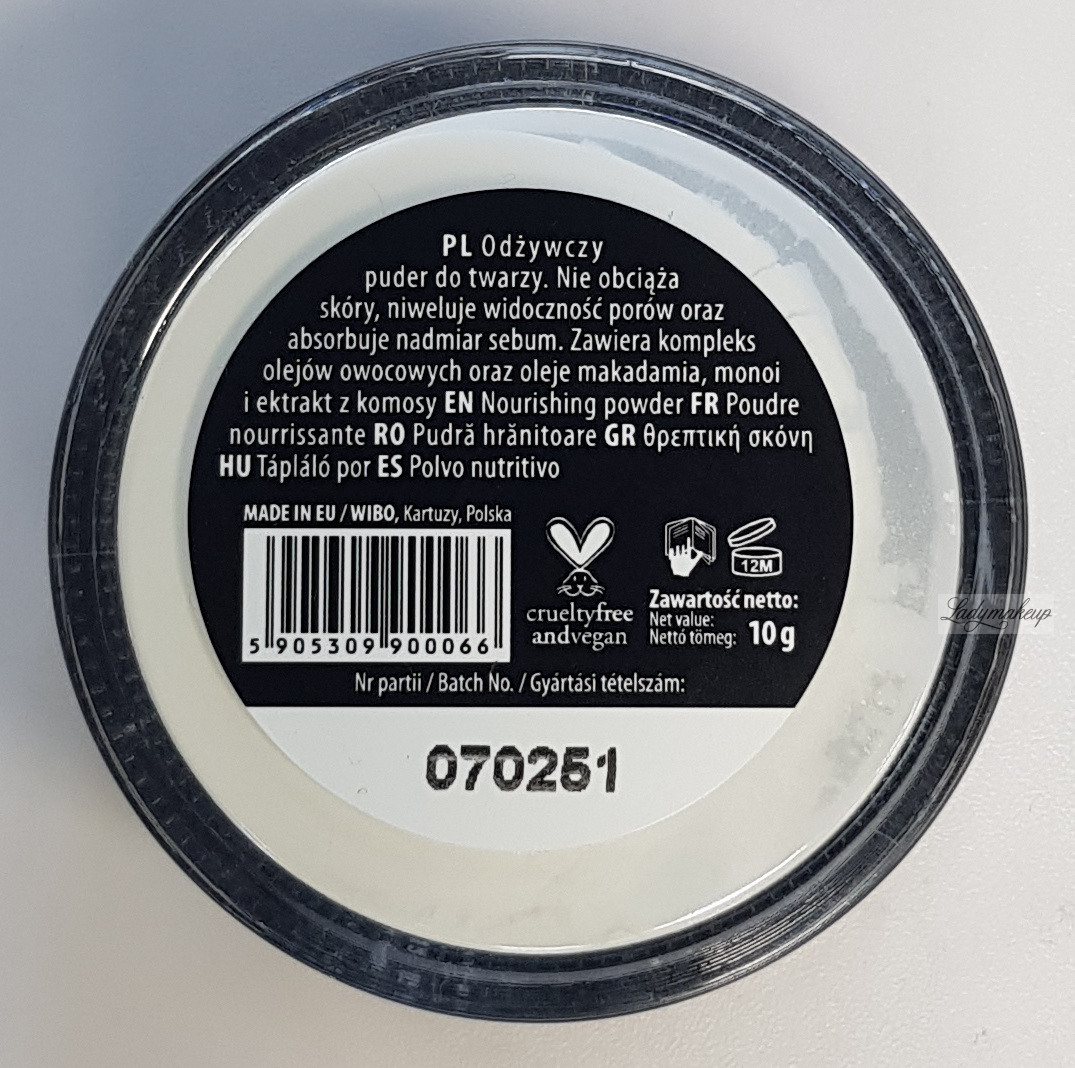 PL Odżywczy
puder do twarzy. Nie obciąża
skóry, niweluje widoczność porów oraz
absorbuje nadmiar sebum. Zawiera kompleks
olejów owocowych oraz oleje makadamia, monoi
i ektrakt z komosy EN Nourishing powder FR Poudre
nourrissante RO Pudră hrănitoare GR θρεπτική σκόνη
HU Tápláló por ES Polvo nutritivo
MADE IN EU / WIBO, Kartuzy, Polska
5 905309 900066
crueltyfree
andvegan
12M
Zawartość netto:
Net value:
Nettó tömeg: 10 g
Nr partii / Batch No. / Gyártási tételszám:
070251
Ladymakeup